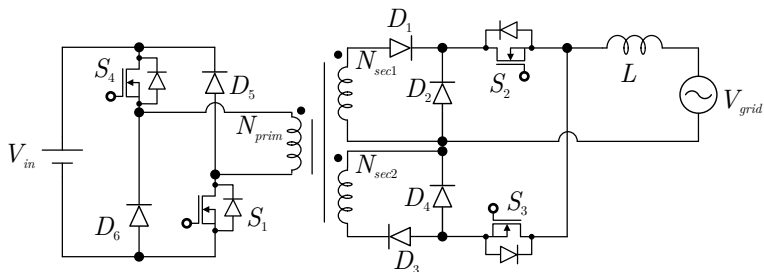 S4
D5
Vin
D6
S1
Nprim
Nsec1
D1
D2
S2
L
Vgrid
Nsec2
D4
D3
S3